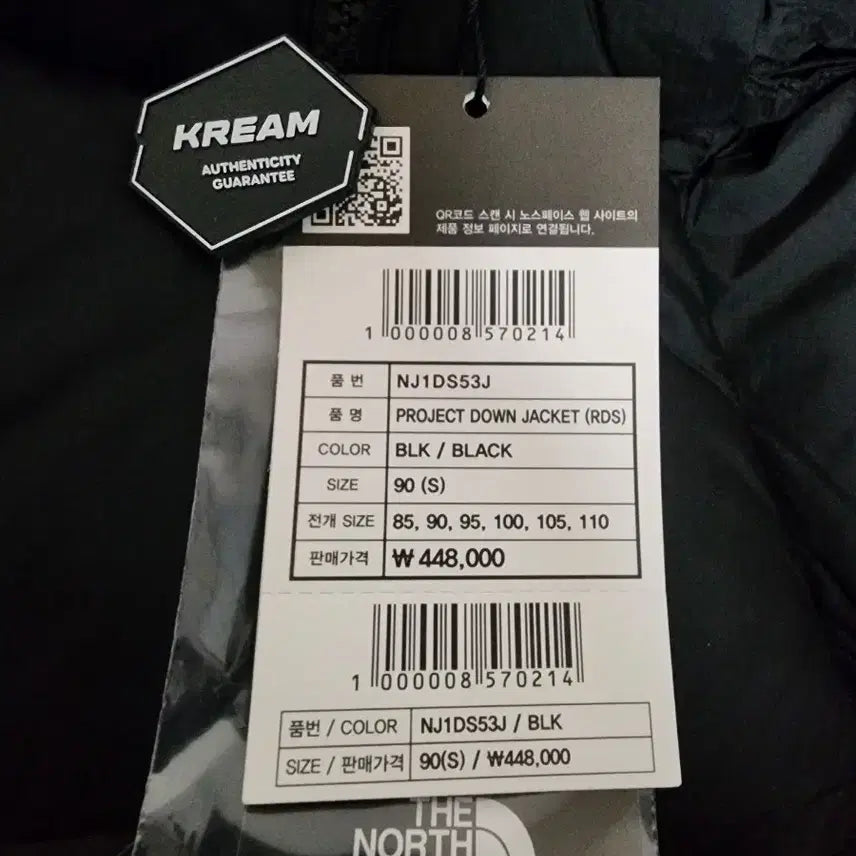 KREAM
AUTHENTICITY
GUARANTEE
QR코드 스캔 시 노스페이스 웹 사이트의
제품 정보 페이지로 연결됩니다.
1 000008 570214
품 번 NJ1DS53J
품 명 PROJECT DOWN JACKET (RDS)
COLOR BLK / BLACK
SIZE 90 (S)
전개 SIZE 85, 90, 95, 100, 105, 110
판매가격 ₩ 448,000
1 000008 570214
품번 / COLOR NJ1DS53J / BLK
SIZE / 판매가격 90(S) / ₩448,000
THE
NORTH